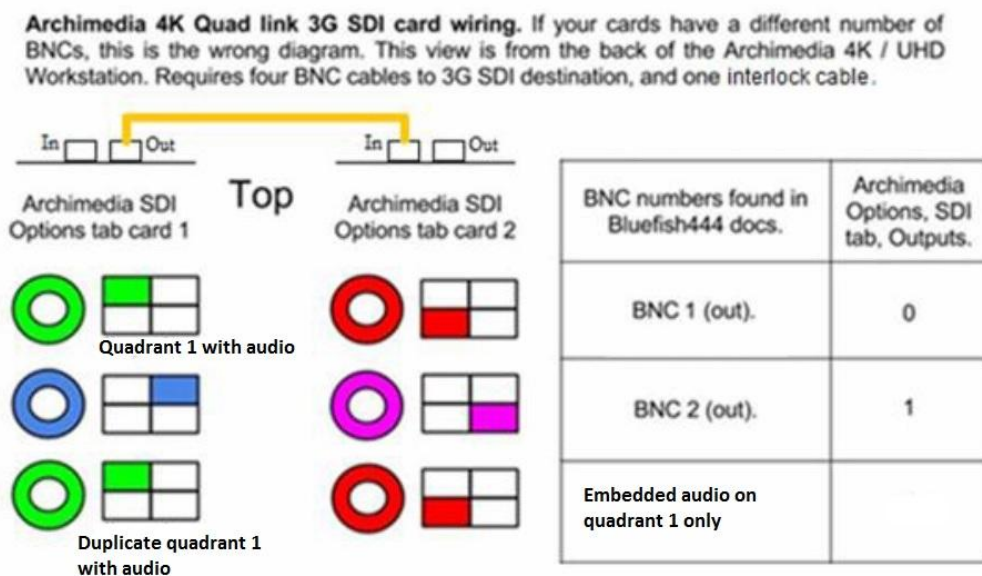 Archimedia 4K Quad link 3G SDI card wiring. If your cards have a different number of
BNCs, this is the wrong diagram. This view is from the back of the Archimedia 4K / UHD
Workstation. Requires four BNC cables to 3G SDI destination, and one interlock cable.
In
Out
In
Out
Top
Archimedia SDI
Options tab card 1
Archimedia SDI
Options tab card 2
Quadrant 1 with audio
Duplicate quadrant 1
with audio
BNC numbers found in
Bluefish444 docs.
Archimedia
Options, SDI
tab, Outputs.
BNC 1 (out).
0
BNC 2 (out).
1
Embedded audio on
quadrant 1 only